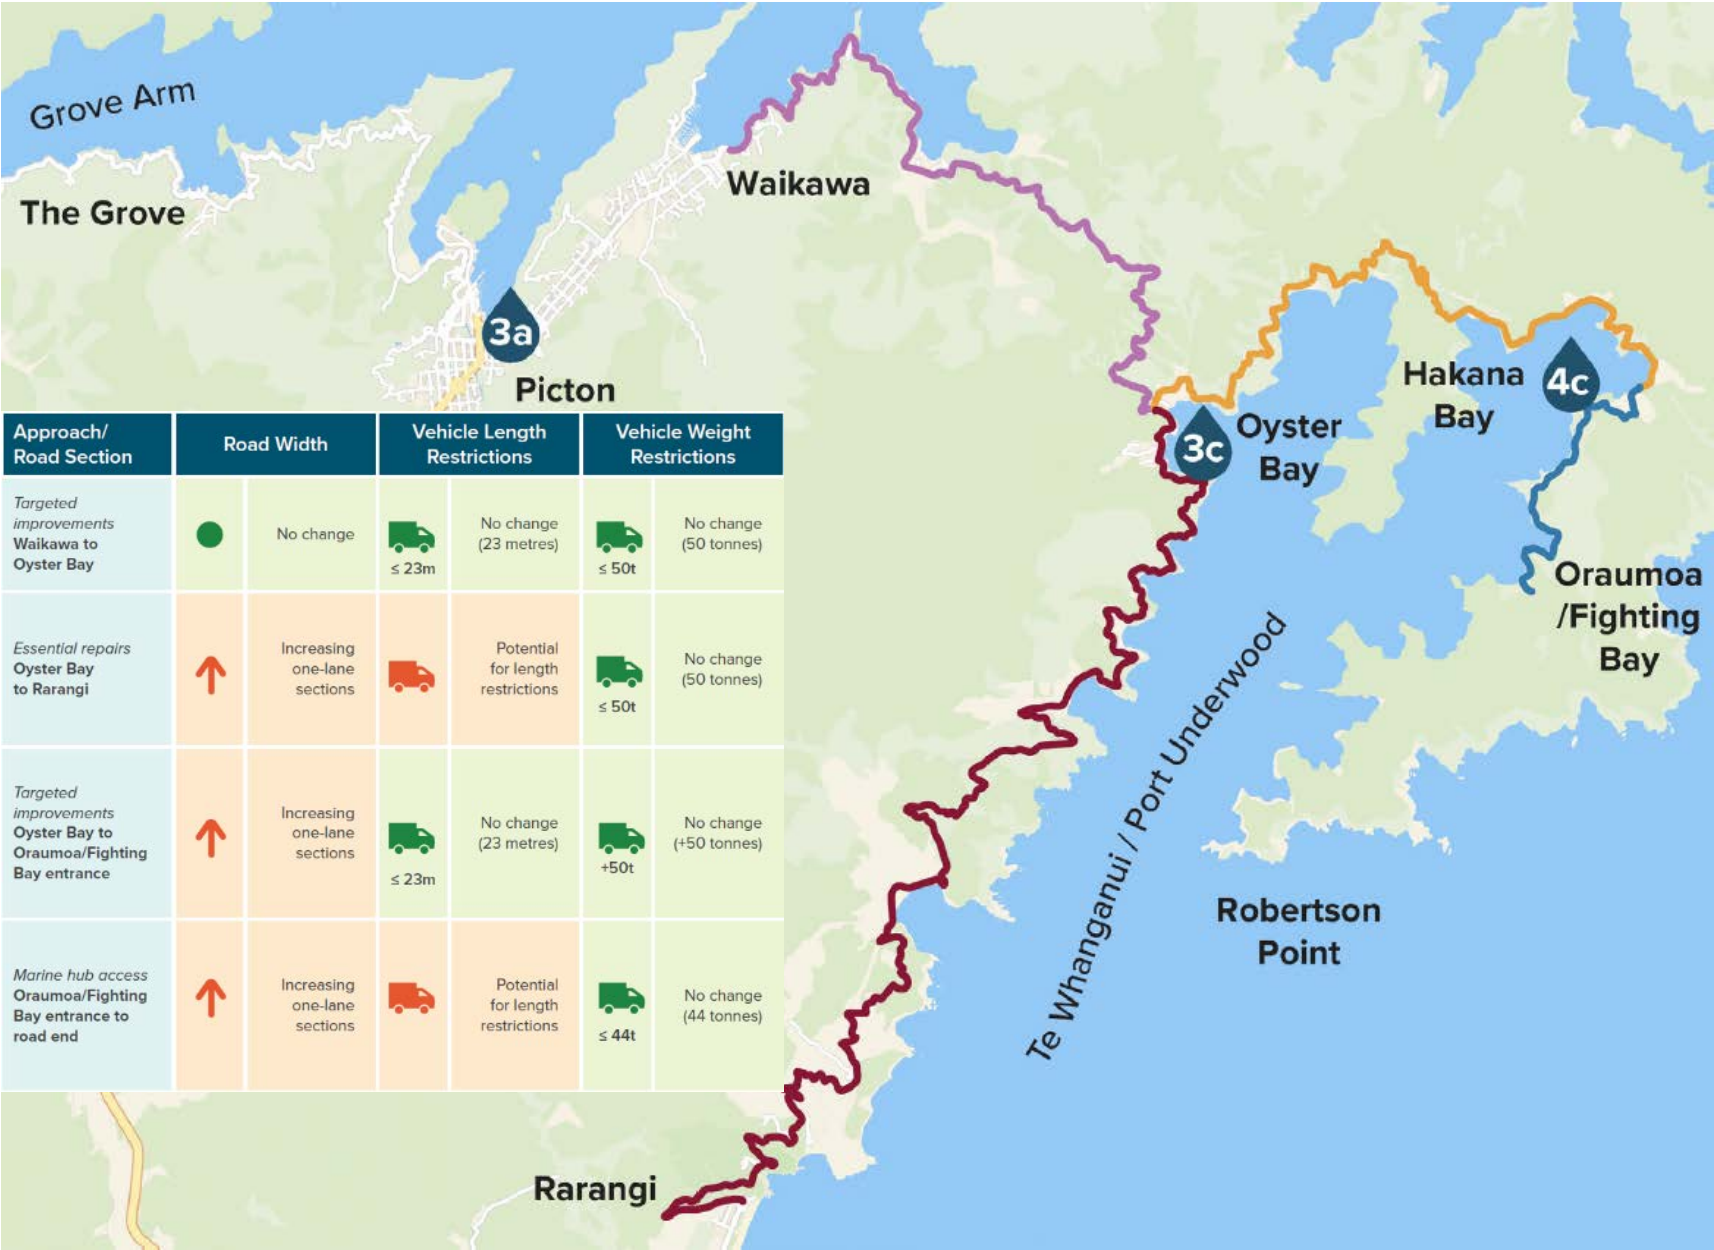 Grove Arm
The Grove
Waikawa
3a
Picton
Hakana
Bay
4c
Oyster
Bay
3c
Oraumoa
/Fighting
Bay
Te Whanganui / Port Underwood
Robertson
Point
Rarangi
Approach/
Road Section
Road Width
Vehicle Length
Restrictions
Vehicle Weight
Restrictions
Targeted
improvements
Waikawa to
Oyster Bay
No change
≤ 23m
No change
(23 metres)
≤ 50t
No change
(50 tonnes)
Essential repairs
Oyster Bay
to Rarangi
Increasing
one-lane
sections
Potential
for length
restrictions
≤ 50t
No change
(50 tonnes)
Targeted
improvements
Oyster Bay to
Oraumoa/Fighting
Bay entrance
Increasing
one-lane
sections
≤ 23m
No change
(23 metres)
+50t
No change
(+50 tonnes)
Marine hub access
Oraumoa/Fighting
Bay entrance to
road end
Increasing
one-lane
sections
Potential
for length
restrictions
≤ 44t
No change
(44 tonnes)